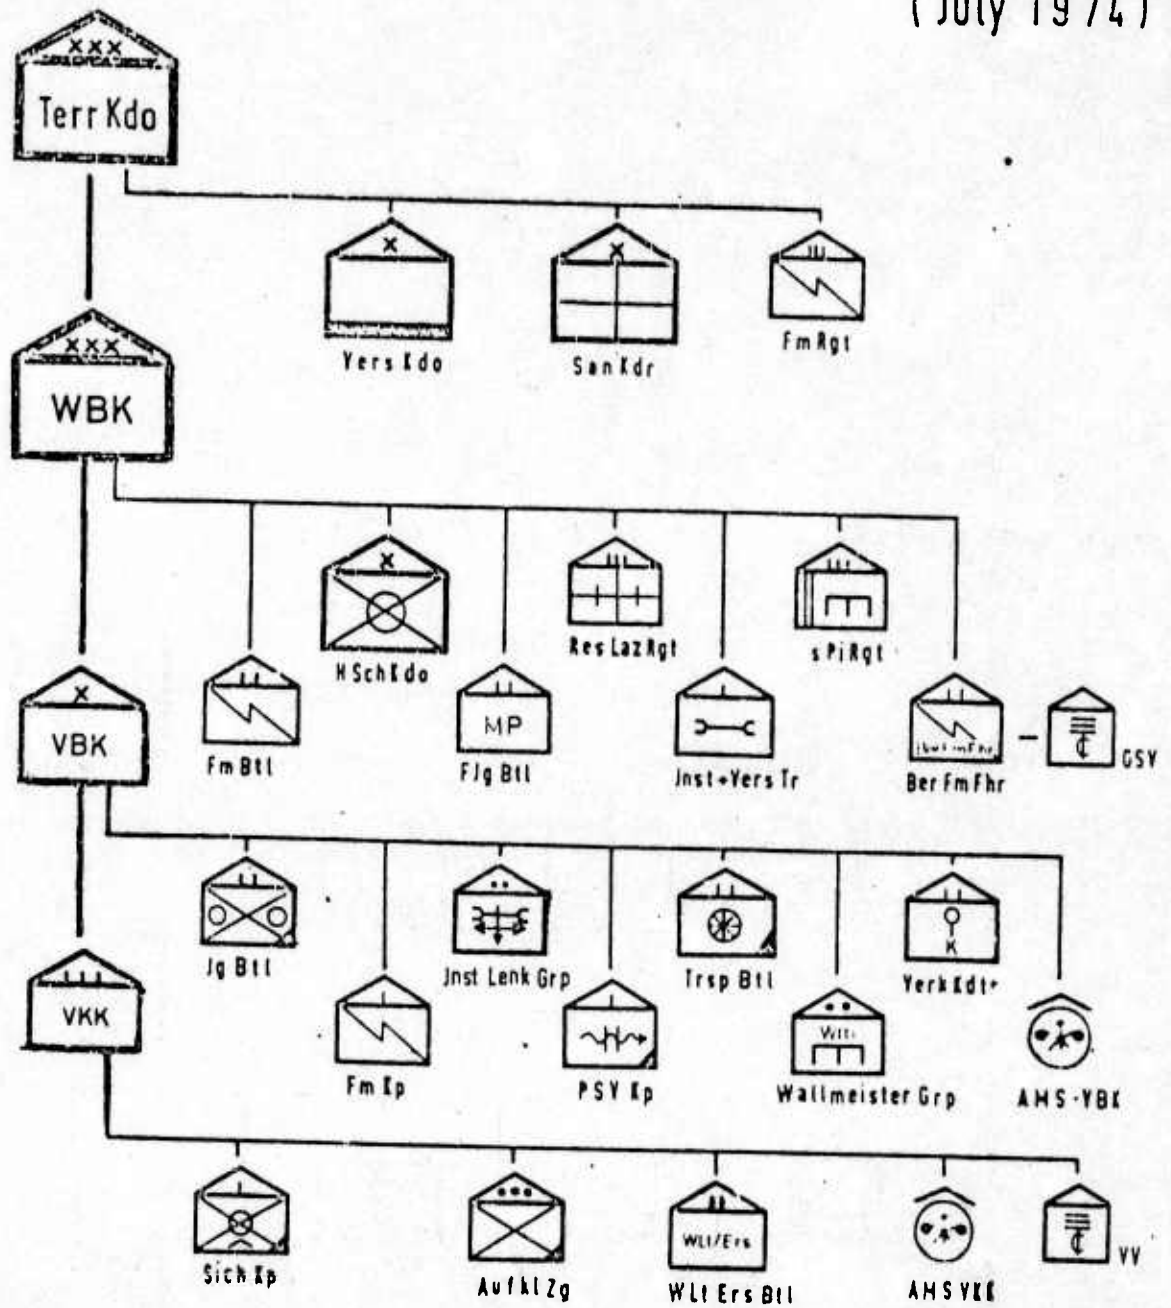 (July 1974)
XXX
Terr Kdo
X
X
Vers Kdo
San Kdr
Fm Rgt
XXX
WBK
X
H Sch Kdo
Res Laz Rgt
s Pi Rgt
X
VBK
MP
Fm Btl
FJg Btl
Jnst+Vers Tr
Ber Fm Fhr
GSV
K
Jg Btl
Jnst Lenk Grp
Trsp Btl
Verk Kdt
VKK
Fm Kp
PSV Kp
Wallmeister Grp
AMS-VBK
WLt/Ers
Sich Kp
Aufkl Zg
WLt Ers Btl
AMS VKK
VV